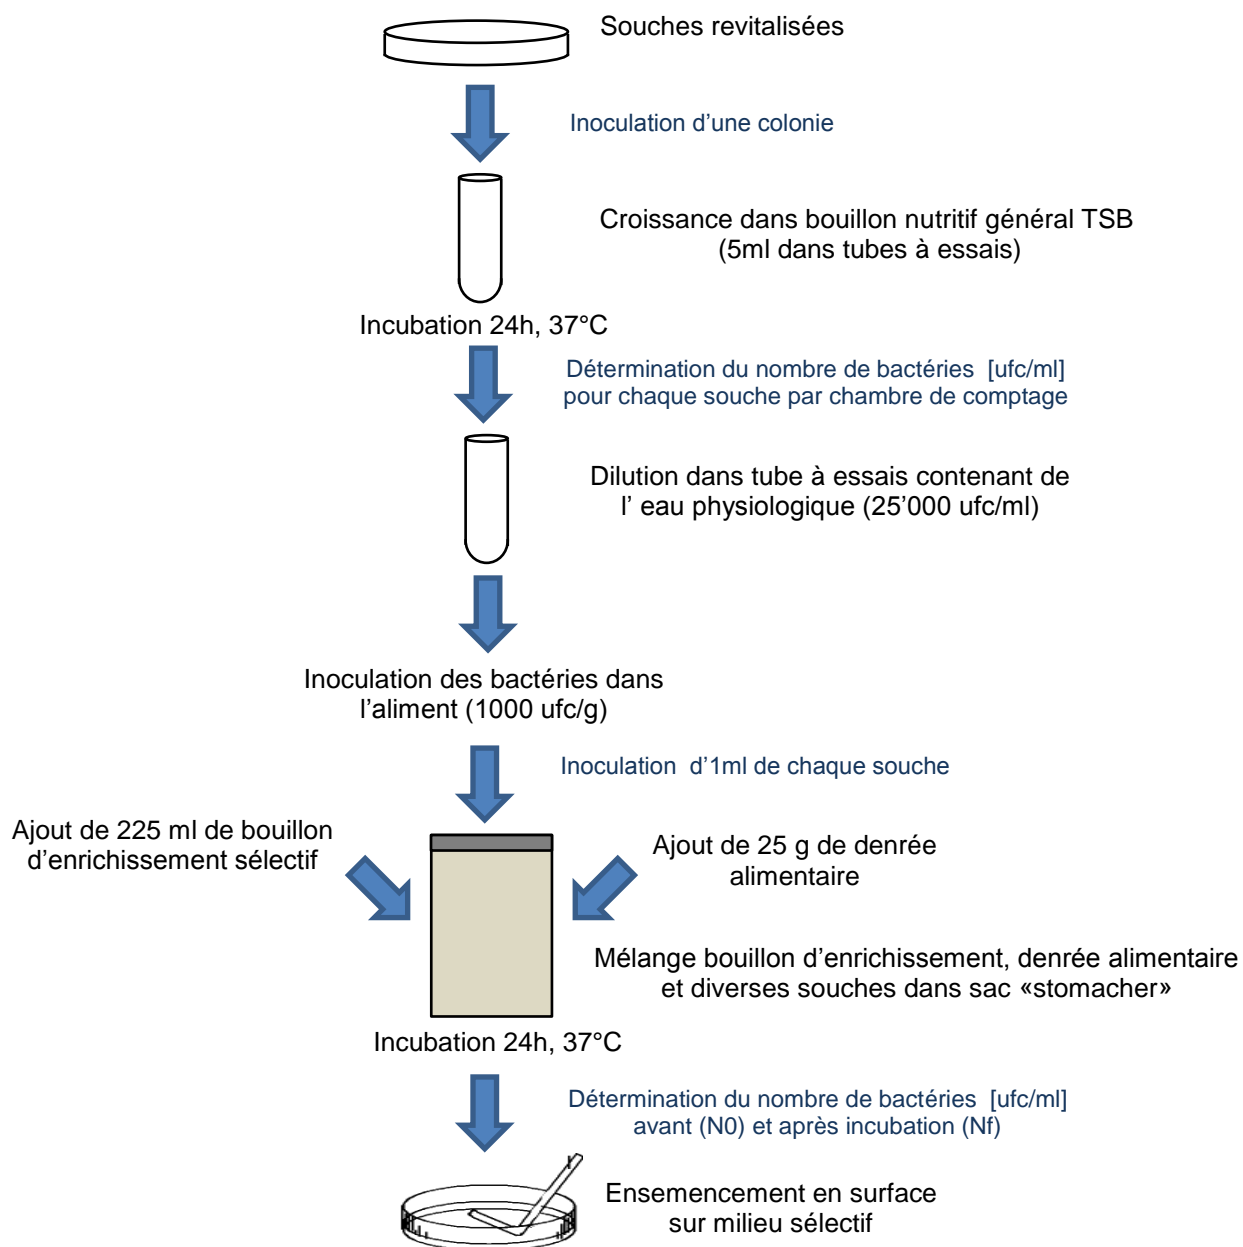 Souches revitalisées
Inoculation d’une colonie
Croissance dans bouillon nutritif général TSB
(5ml dans tubes à essais)
Incubation 24h, 37°C
Détermination du nombre de bactéries [ufc/ml]
pour chaque souche par chambre de comptage
Dilution dans tube à essais contenant de
l’ eau physiologique (25’000 ufc/ml)
Inoculation des bactéries dans
l’aliment (1000 ufc/g)
Inoculation d’1ml de chaque souche
Ajout de 225 ml de bouillon
d’enrichissement sélectif
Ajout de 25 g de denrée
alimentaire
Mélange bouillon d’enrichissement, denrée alimentaire
et diverses souches dans sac «stomacher»
Incubation 24h, 37°C
Détermination du nombre de bactéries [ufc/ml]
avant (N0) et après incubation (Nf)
Ensemencement en surface
sur milieu sélectif